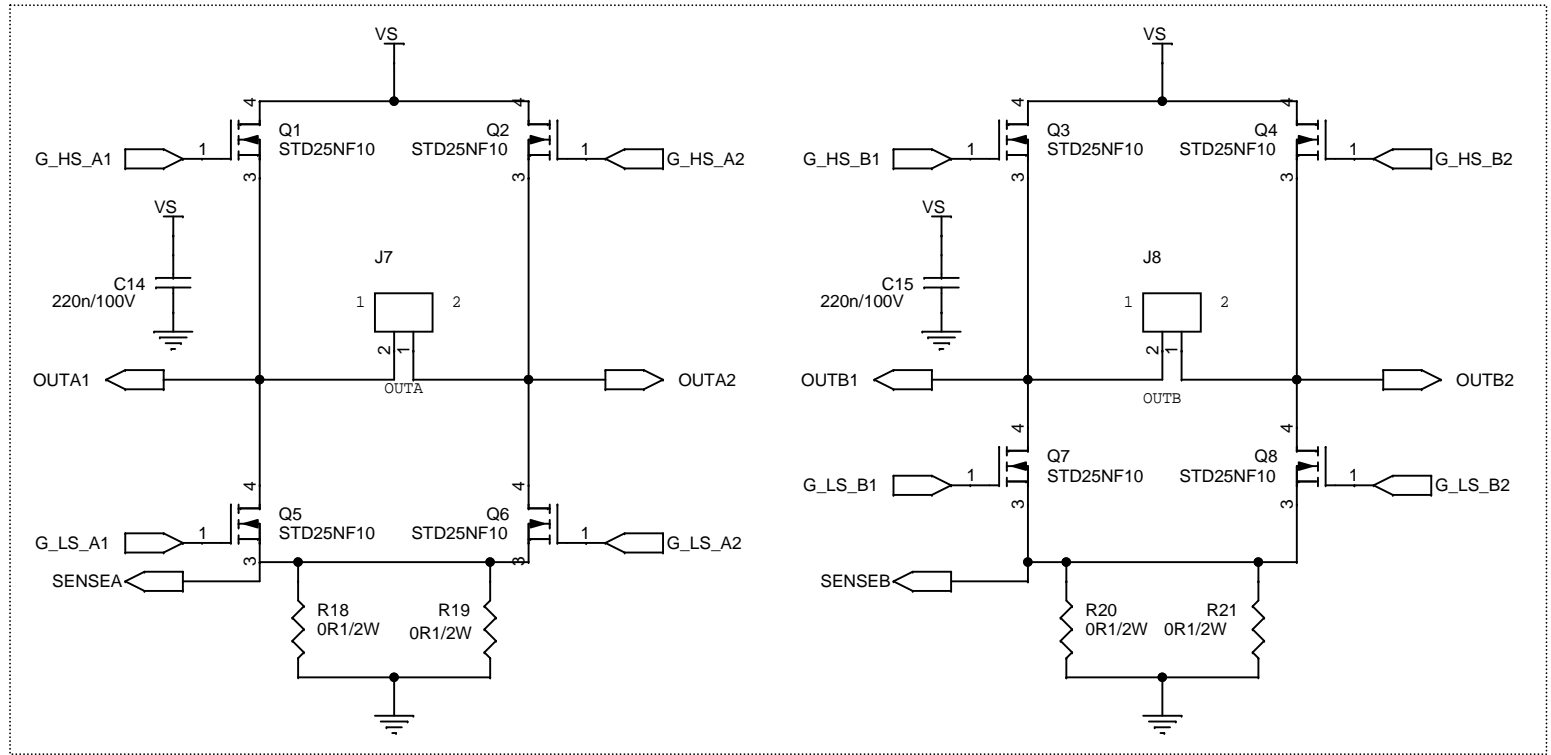 VS
4
4
Q1
STD25NF10
Q2
STD25NF10
G_HS_A1
1
1
G_HS_A2
3
3
VS
C14
220n/100V
J7
1
2
2
1
OUTA1
OUTA
OUTA2
4
4
Q5
STD25NF10
Q6
STD25NF10
G_LS_A1
1
1
G_LS_A2
3
3
SENSEA
R18
0R1/2W
R19
0R1/2W
VS
4
4
Q3
STD25NF10
Q4
STD25NF10
G_HS_B1
1
1
G_HS_B2
3
3
VS
C15
220n/100V
J8
1
2
2
1
OUTB1
OUTB
OUTB2
4
4
Q7
STD25NF10
Q8
STD25NF10
G_LS_B1
1
1
G_LS_B2
3
3
SENSEB
R20
0R1/2W
R21
0R1/2W